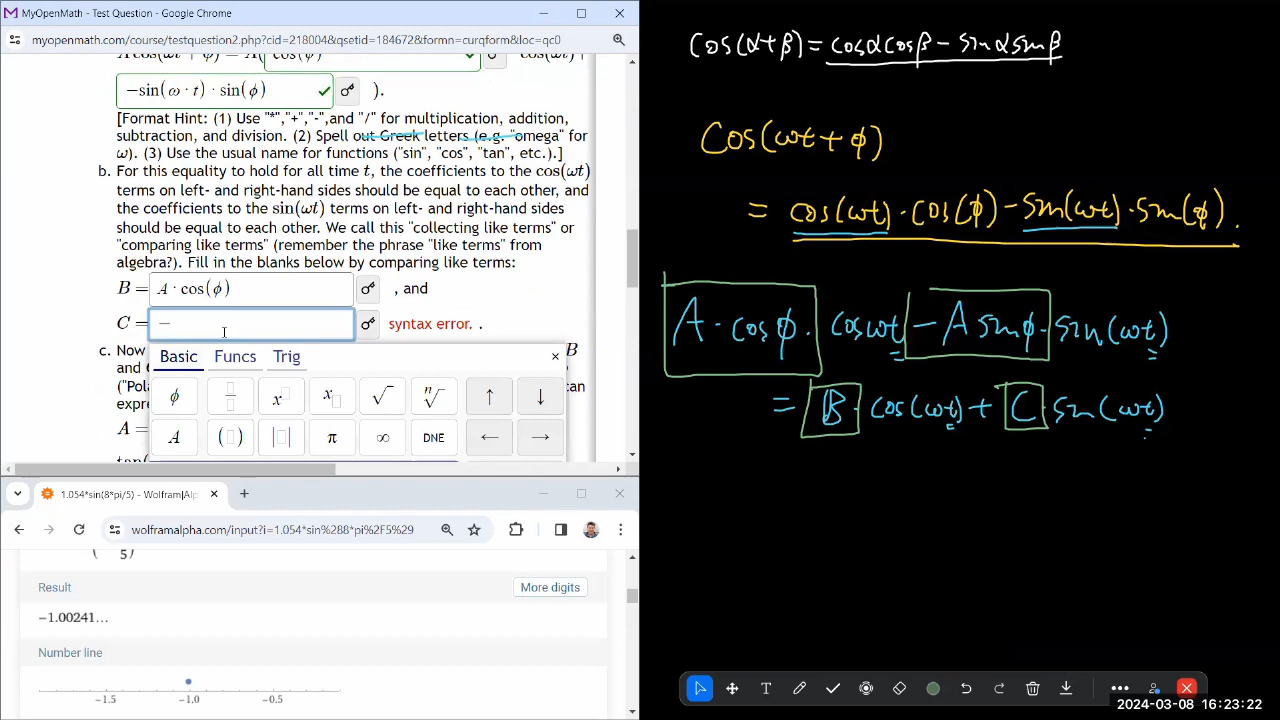 MyOpenMath - Test Question - Google Chrome
myopenmath.com/course/testquestion2.php?cid=218004&qsetid=184672&formn=curqform&loc=qc0
−sin(ω · t) · sin(ϕ) ).
[Format Hint: (1) Use "*", "+", "-", and "/" for multiplication, addition,
subtraction, and division. (2) Spell out Greek letters (e.g. "omega" for
ω). (3) Use the usual name for functions ("sin", "cos", "tan", etc.).]
b. For this equality to hold for all time t, the coefficients to the cos(ωt)
terms on left- and right-hand sides should be equal to each other, and
the coefficients to the sin(ωt) terms on left- and right-hand sides
should be equal to each other. We call this "collecting like terms" or
"comparing like terms" (remember the phrase "like terms" from
algebra?). Fill in the blanks below by comparing like terms:
B = A · cos(ϕ) , and
C = − syntax error. .
Basic Funcs Trig ×
c. Now B
and C
("Pola can
expre
A
ϕ x √ n√ ↑ ↓
A (▯) |▯| π ∞ DNE ← →
tan(
1.054*sin(8*pi/5) - Wolfram|Alp
wolframalpha.com/input?i=1.054*sin%288*pi%2F5%29
( 5)
Result More digits
−1.00241...
Number line
−1.5 −1.0 −0.5
cos(α+β) = cosαcosβ − sinαsinβ
Cos(ωt + ϕ)
= cos(ωt)·cos(ϕ) − sin(ωt)·sin(ϕ).
A · cosϕ · cosωt − A sinϕ · sin(ωt)
= B · cos(ωt) + C · sin(ωt)
T
2024-03-08 16:23:22